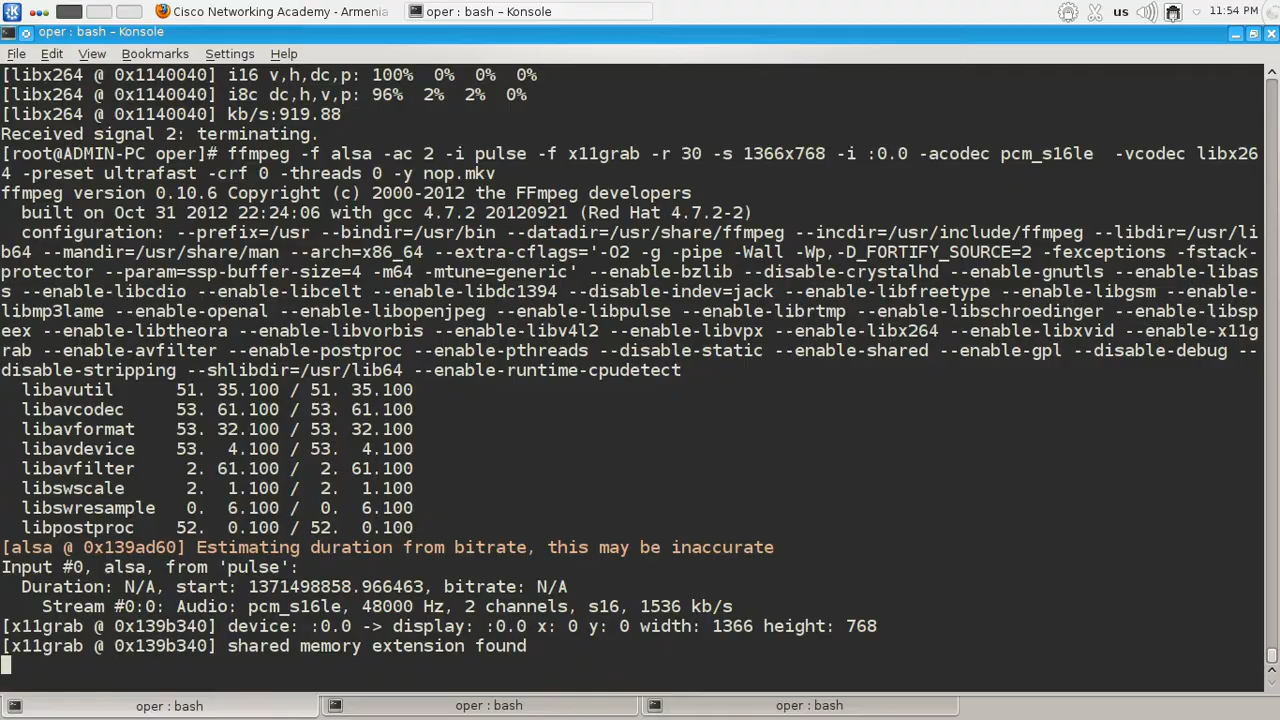 Cisco Networking Academy - Armenia
oper : bash – Konsole
us
11:54 PM
oper : bash – Konsole
File Edit View Bookmarks Settings Help
[libx264 @ 0x1140040] i16 v,h,dc,p: 100%  0%  0%  0%
[libx264 @ 0x1140040] i8c dc,h,v,p: 96%  2%  2%  0%
[libx264 @ 0x1140040] kb/s:919.88
Received signal 2: terminating.
[root@ADMIN-PC oper]# ffmpeg -f alsa -ac 2 -i pulse -f x11grab -r 30 -s 1366x768 -i :0.0 -acodec pcm_s16le  -vcodec libx26
4 -preset ultrafast -crf 0 -threads 0 -y nop.mkv
ffmpeg version 0.10.6 Copyright (c) 2000-2012 the FFmpeg developers
  built on Oct 31 2012 22:24:06 with gcc 4.7.2 20120921 (Red Hat 4.7.2-2)
  configuration: --prefix=/usr --bindir=/usr/bin --datadir=/usr/share/ffmpeg --incdir=/usr/include/ffmpeg --libdir=/usr/li
b64 --mandir=/usr/share/man --arch=x86_64 --extra-cflags='-O2 -g -pipe -Wall -Wp,-D_FORTIFY_SOURCE=2 -fexceptions -fstack-
protector --param=ssp-buffer-size=4 -m64 -mtune=generic' --enable-bzlib --disable-crystalhd --enable-gnutls --enable-libas
s --enable-libcdio --enable-libcelt --enable-libdc1394 --disable-indev=jack --enable-libfreetype --enable-libgsm --enable-
libmp3lame --enable-openal --enable-libopenjpeg --enable-libpulse --enable-librtmp --enable-libschroedinger --enable-libsp
eex --enable-libtheora --enable-libvorbis --enable-libv4l2 --enable-libvpx --enable-libx264 --enable-libxvid --enable-x11g
rab --enable-avfilter --enable-postproc --enable-pthreads --disable-static --enable-shared --enable-gpl --disable-debug --
disable-stripping --shlibdir=/usr/lib64 --enable-runtime-cpudetect
  libavutil      51. 35.100 / 51. 35.100
  libavcodec     53. 61.100 / 53. 61.100
  libavformat    53. 32.100 / 53. 32.100
  libavdevice    53.  4.100 / 53.  4.100
  libavfilter     2. 61.100 /  2. 61.100
  libswscale      2.  1.100 /  2.  1.100
  libswresample   0.  6.100 /  0.  6.100
  libpostproc    52.  0.100 / 52.  0.100
[alsa @ 0x139ad60] Estimating duration from bitrate, this may be inaccurate
Input #0, alsa, from 'pulse':
  Duration: N/A, start: 1371498858.966463, bitrate: N/A
    Stream #0:0: Audio: pcm_s16le, 48000 Hz, 2 channels, s16, 1536 kb/s
[x11grab @ 0x139b340] device: :0.0 -> display: :0.0 x: 0 y: 0 width: 1366 height: 768
[x11grab @ 0x139b340] shared memory extension found
oper : bash
oper : bash
oper : bash